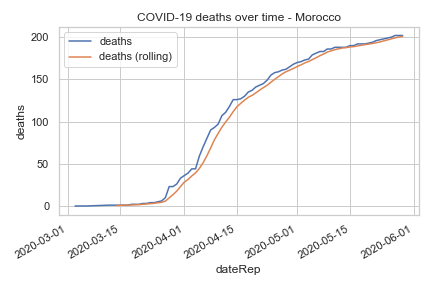 COVID-19 deaths over time - Morocco
deaths
deaths (rolling)
200
150
100
50
0
deaths
2020-03-01
2020-03-15
2020-04-01
2020-04-15
2020-05-01
2020-05-15
2020-06-01
dateRep